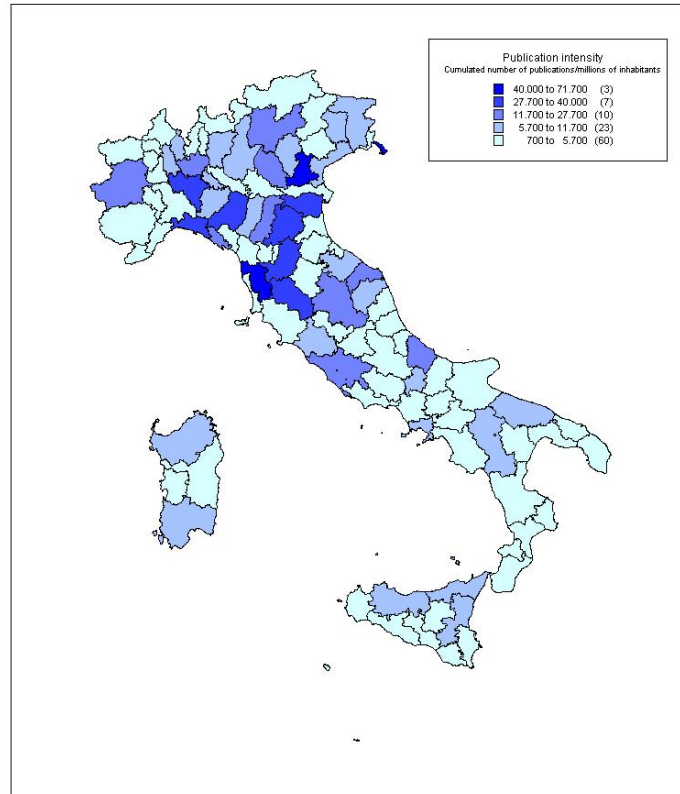 Publication intensity
Cumulated number of publications/millions of inhabitants
40.000 to 71.700 (3)
27.700 to 40.000 (7)
11.700 to 27.700 (10)
5.700 to 11.700 (23)
700 to 5.700 (60)